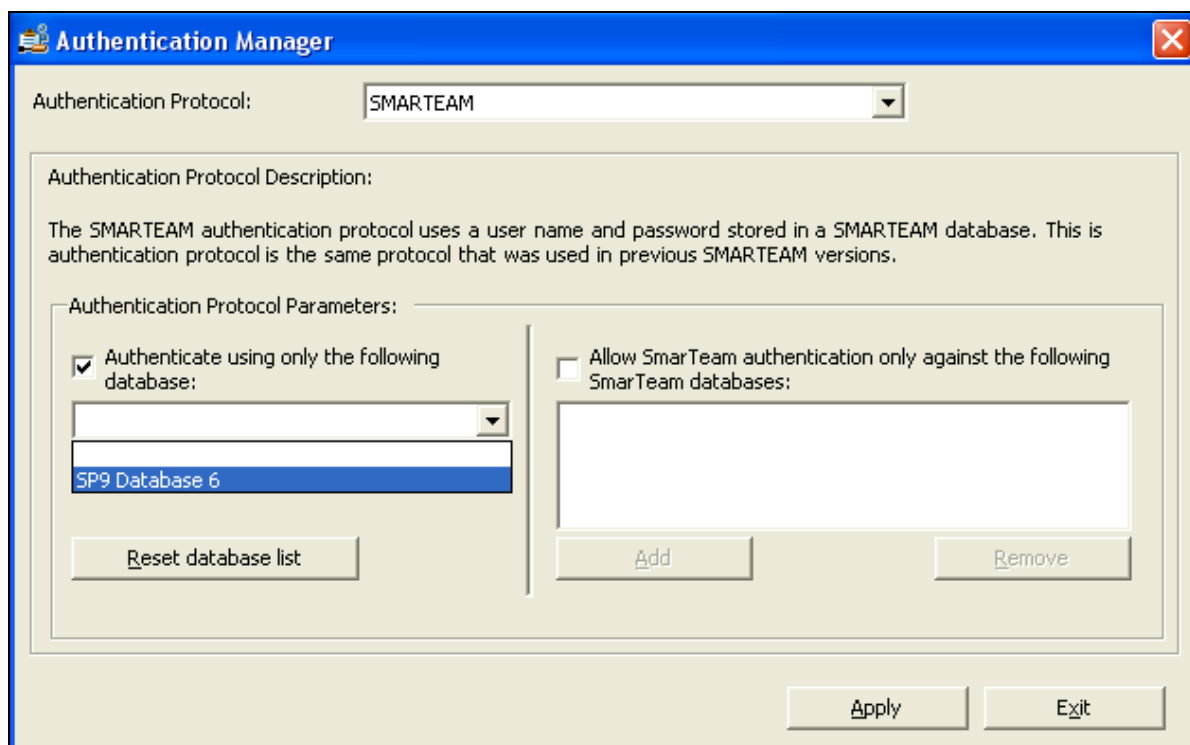 Authentication Manager
Authentication Protocol:
SMARTEAM
Authentication Protocol Description:
The SMARTEAM authentication protocol uses a user name and password stored in a SMARTEAM database. This is
authentication protocol is the same protocol that was used in previous SMARTEAM versions.
Authentication Protocol Parameters:
Authenticate using only the following
database:
SP9 Database 6
Reset database list
Allow SmarTeam authentication only against the following
SmarTeam databases:
Add
Remove
Apply
Exit